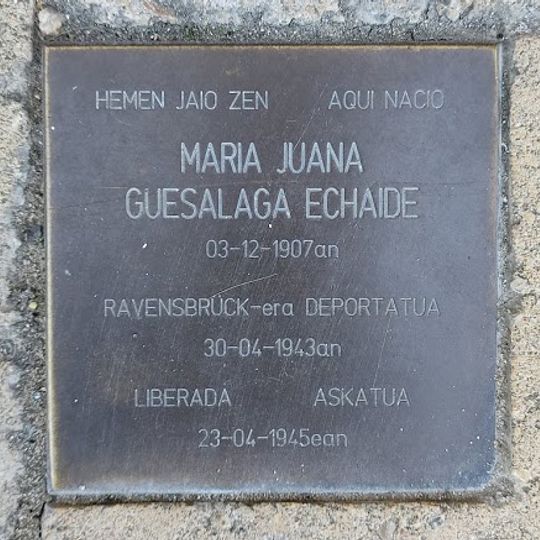 HEMEN JAIO ZEN AQUI NACIO
MARIA JUANA
GUESALAGA ECHAIDE
03-12-1907an
RAVENSBRÜCK-era DEPORTATUA
30-04-1943an
LIBERADA ASKATUA
23-04-1945ean